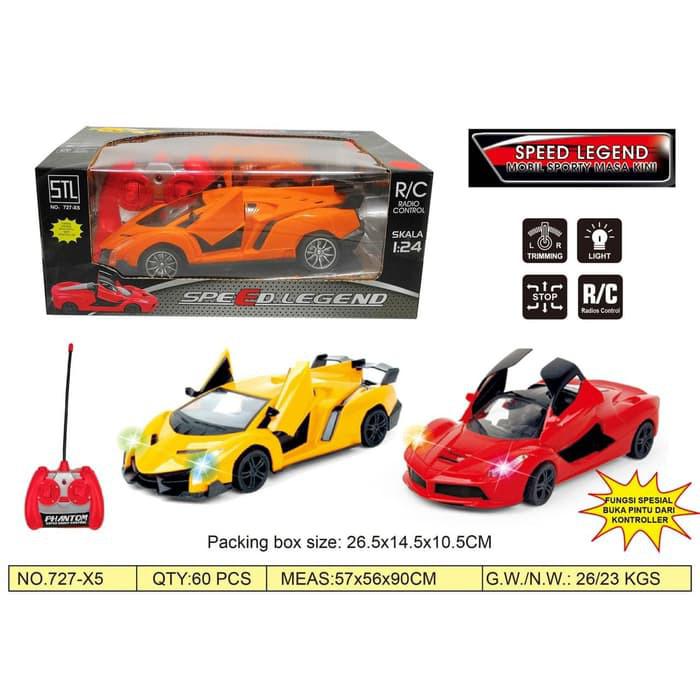 STL
NO. 727-X5
R/C
RADIO
CONTROL
SKALA
1:24
SPEED LEGEND
SPEED LEGEND
MOBIL SPORTY MASA KINI
L R
TRIMMING
LIGHT
STOP
R/C
Radios Control
PHANTOM
FUNGSI SPESIAL
BUKA PINTU DARI
KONTROLLER
Packing box size: 26.5x14.5x10.5CM
NO.727-X5 QTY:60 PCS MEAS:57x56x90CM G.W./N.W.: 26/23 KGS